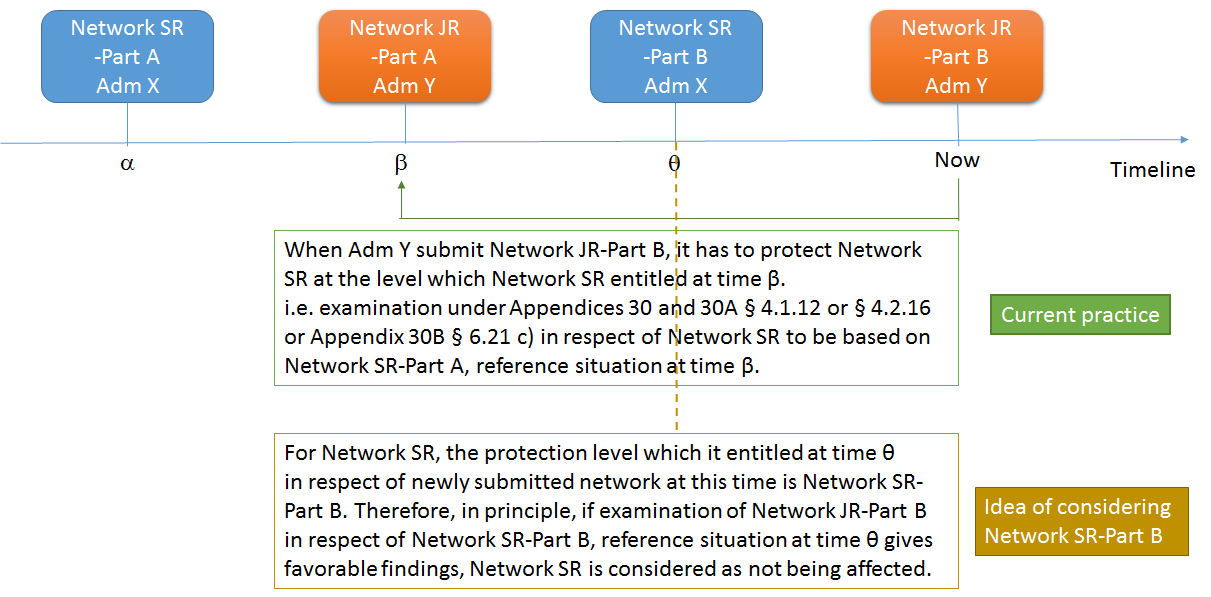 Network SR
-Part A
Adm X
Network JR
-Part A
Adm Y
Network SR
-Part B
Adm X
Network JR
-Part B
Adm Y
α
β
θ
Now
Timeline
When Adm Y submit Network JR-Part B, it has to protect Network
SR at the level which Network SR entitled at time β.
i.e. examination under Appendices 30 and 30A § 4.1.12 or § 4.2.16
or Appendix 30B § 6.21 c) in respect of Network SR to be based on
Network SR-Part A, reference situation at time β.
Current practice
For Network SR, the protection level which it entitled at time θ
in respect of newly submitted network at this time is Network SR-
Part B. Therefore, in principle, if examination of Network JR-Part B
in respect of Network SR-Part B, reference situation at time θ gives
favorable findings, Network SR is considered as not being affected.
Idea of considering
Network SR-Part B